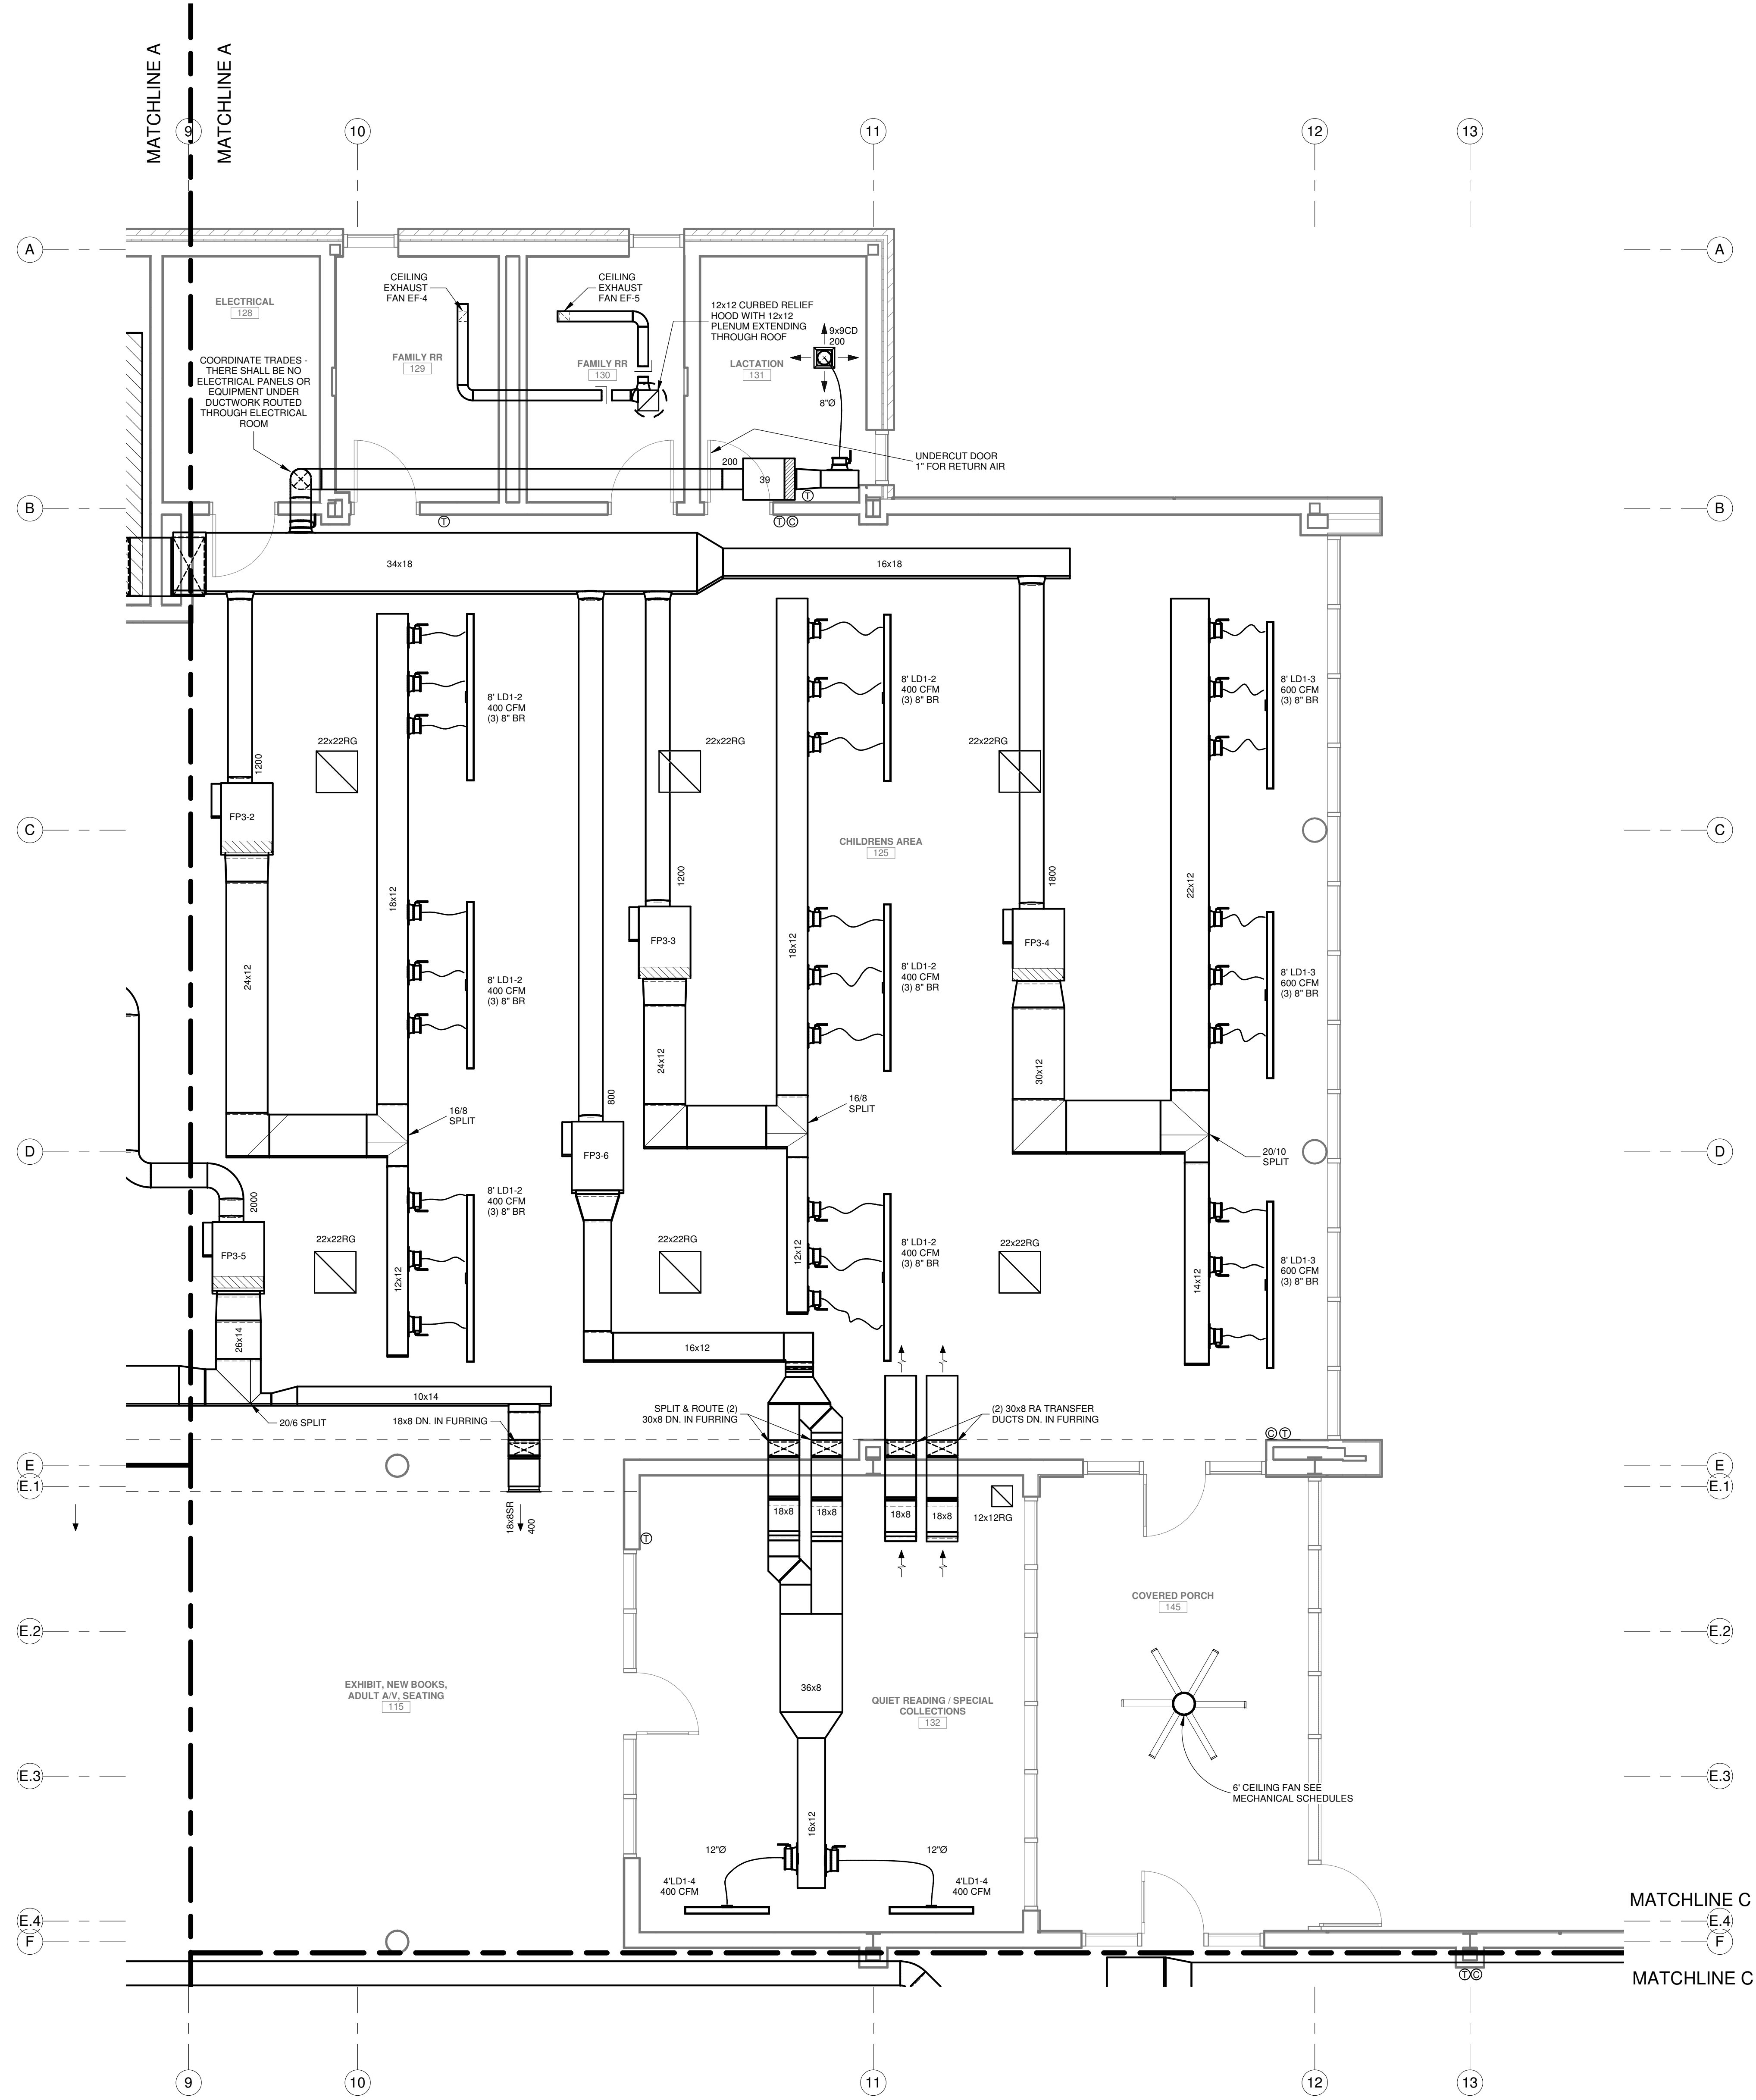 MATCHLINE A
MATCHLINE A
9
10
11
12
13
A
A
CEILING
EXHAUST
FAN EF-4
CEILING
EXHAUST
FAN EF-5
12x12 CURBED RELIEF
HOOD WITH 12x12
PLENUM EXTENDING
THROUGH ROOF
ELECTRICAL
128
9x9CD
200
COORDINATE TRADES -
THERE SHALL BE NO
ELECTRICAL PANELS OR
EQUIPMENT UNDER
DUCTWORK ROUTED
THROUGH ELECTRICAL
ROOM
FAMILY RR
129
FAMILY RR
130
LACTATION
131
8"Ø
UNDERCUT DOOR
1" FOR RETURN AIR
200
39
T
B
B
T
T
C
34x18
16x18
8' LD1-2
400 CFM
(3) 8" BR
8' LD1-2
400 CFM
(3) 8" BR
8' LD1-3
600 CFM
(3) 8" BR
22x22RG
22x22RG
22x22RG
1200
FP3-2
C
C
CHILDRENS AREA
125
1200
1800
18x12
22x12
FP3-3
FP3-4
18x12
24x12
8' LD1-2
400 CFM
(3) 8" BR
8' LD1-2
400 CFM
(3) 8" BR
8' LD1-3
600 CFM
(3) 8" BR
24x12
30x12
800
16/8
SPLIT
16/8
SPLIT
20/10
SPLIT
D
D
FP3-6
2000
8' LD1-2
400 CFM
(3) 8" BR
FP3-5
22x22RG
22x22RG
22x22RG
12x12
12x12
14x12
8' LD1-2
400 CFM
(3) 8" BR
8' LD1-3
600 CFM
(3) 8" BR
26x14
16x12
10x14
20/6 SPLIT
18x8 DN. IN FURRING
SPLIT & ROUTE (2)
30x8 DN. IN FURRING
(2) 30x8 RA TRANSFER
DUCTS DN. IN FURRING
C
T
E
E
E.1
E.1
18x8SR
400
18x8
18x8
18x8
18x8
12x12RG
T
COVERED PORCH
145
E.2
E.2
EXHIBIT, NEW BOOKS,
ADULT A/V, SEATING
115
36x8
QUIET READING / SPECIAL
COLLECTIONS
132
E.3
E.3
6' CEILING FAN SEE
MECHANICAL SCHEDULES
16x12
12"Ø
12"Ø
4'LD1-4
400 CFM
4'LD1-4
400 CFM
MATCHLINE C
E.4
E.4
F
F
T
C
MATCHLINE C
9
10
11
12
13